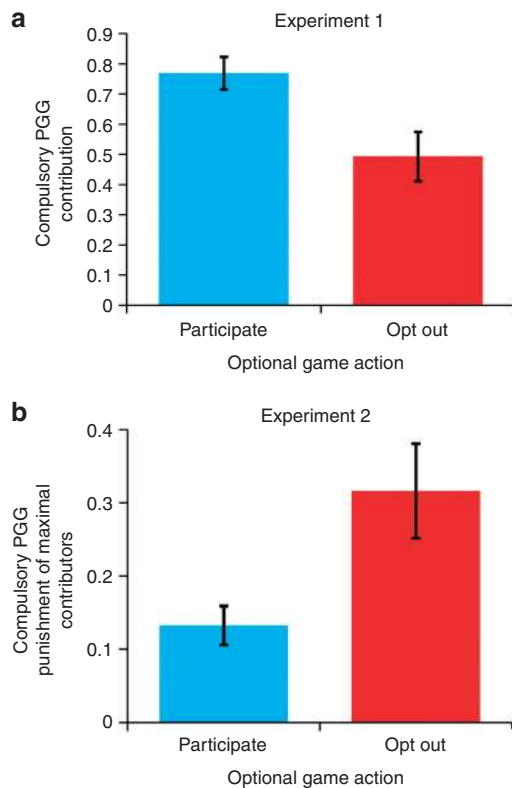 a
Experiment 1
Compulsory PGG
contribution
0.9
0.8
0.7
0.6
0.5
0.4
0.3
0.2
0.1
0
Participate
Opt out
Optional game action
b
Experiment 2
Compulsory PGG
punishment of maximal
contributors
0.4
0.3
0.2
0.1
0
Participate
Opt out
Optional game action